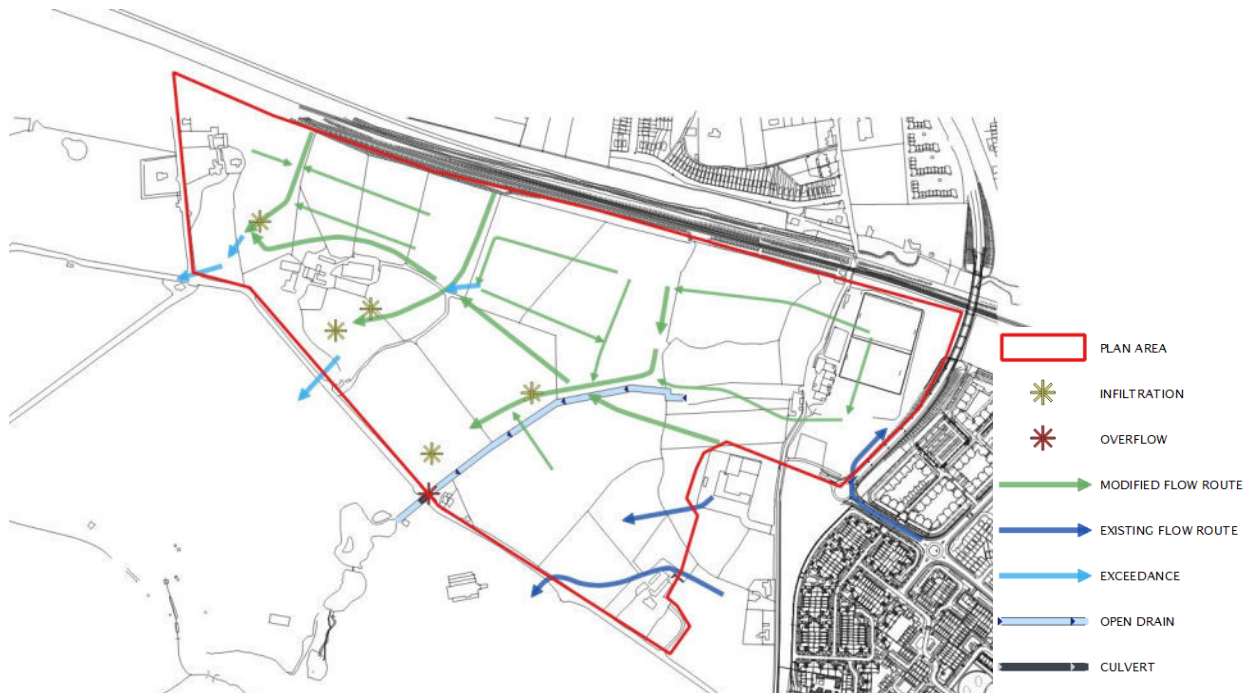 PLAN AREA
INFILTRATION
OVERFLOW
MODIFIED FLOW ROUTE
EXISTING FLOW ROUTE
EXCEEDANCE
OPEN DRAIN
CULVERT